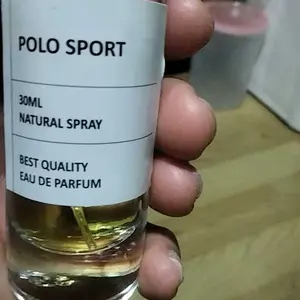 POLO SPORT
30ML
NATURAL SPRAY
BEST QUALITY
EAU DE PARFUM